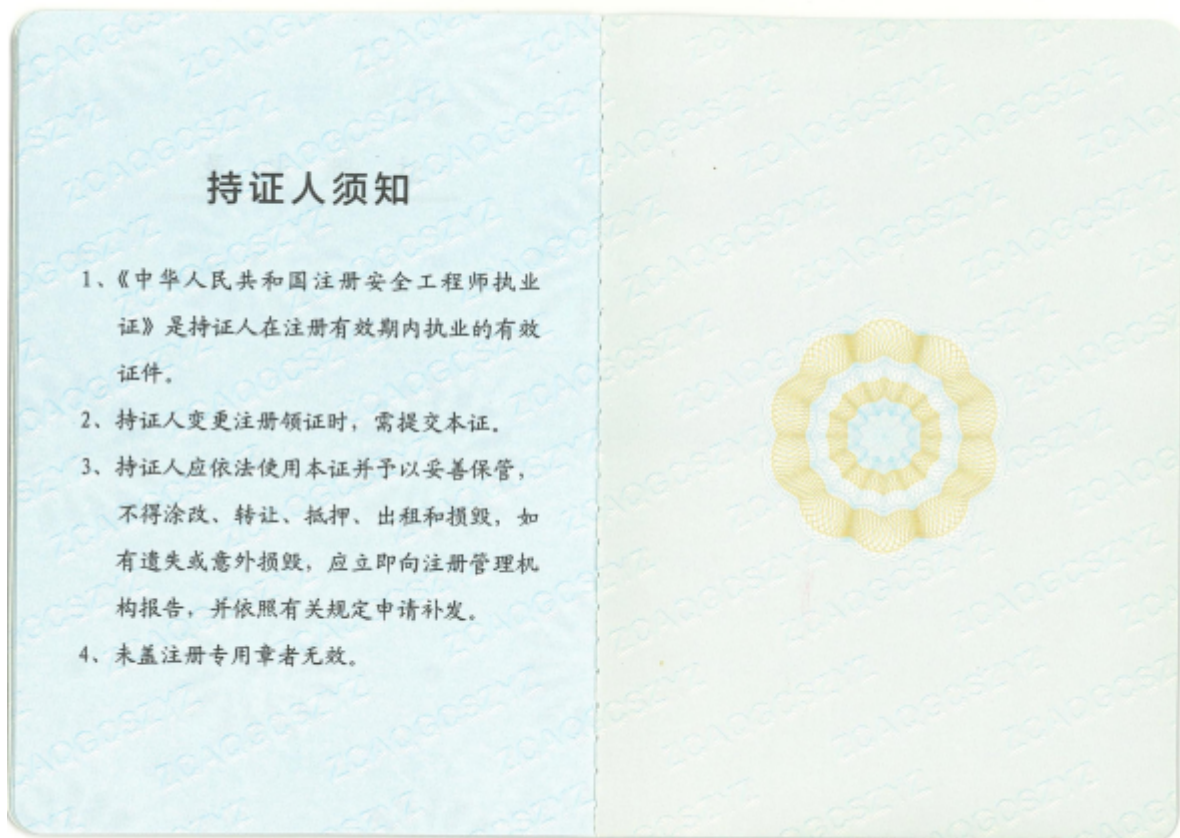 持证人须知
1、《中华人民共和国注册安全工程师执业
证》是持证人在注册有效期内执业的有效
证件。
2、持证人变更注册领证时，需提交本证。
3、持证人应依法使用本证并予以妥善保管，
不得涂改、转让、抵押、出租和损毁，如
有遗失或意外损毁，应立即向注册管理机
构报告，并依照有关规定申请补发。
4、未盖注册专用章者无效。
ZCAQGCSZYZ